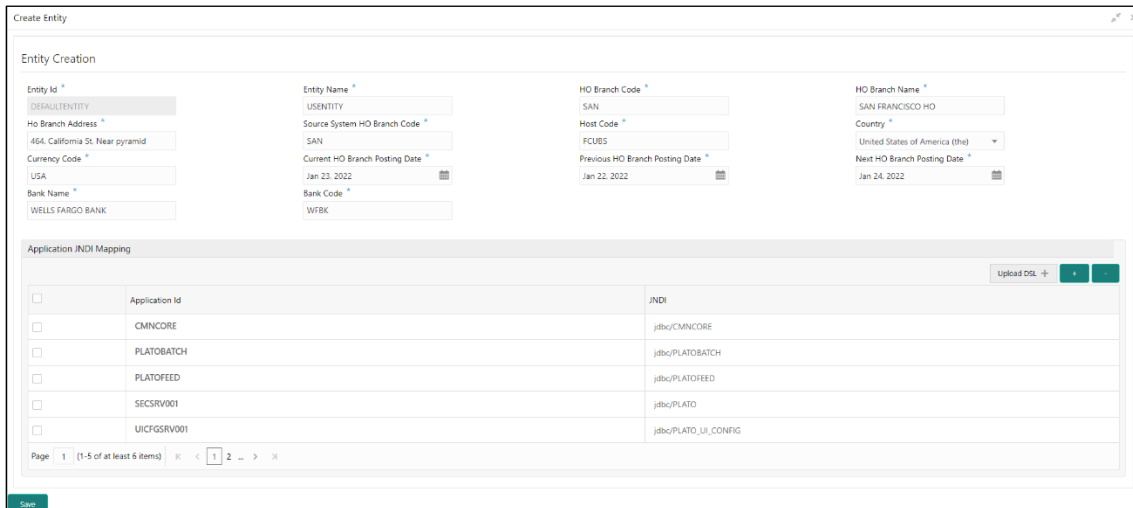 Create Entity
Entity Creation
Entity Id * Entity Name * HO Branch Code * HO Branch Name *
DEFAULTENTITY USENTITY SAN SAN FRANCISCO HO
Ho Branch Address * Source System HO Branch Code * Host Code * Country *
464, California St, Near pyramid SAN FCUBS United States of America (the)
Currency Code * Current HO Branch Posting Date * Previous HO Branch Posting Date * Next HO Branch Posting Date *
USA Jan 23, 2022 Jan 22, 2022 Jan 24, 2022
Bank Name * Bank Code *
WELLS FARGO BANK WFBK
Application JNDI Mapping
Upload DSL + + -
Application Id JNDI
CMNCORE jdbc/CMNCORE
PLATOBATCH jdbc/PLATOBATCH
PLATOFEED jdbc/PLATOFEED
SECSRV001 jdbc/PLATO
UICFGSRV001 jdbc/PLATO_UI_CONFIG
Page 1 (1-5 of at least 6 items) 1 2 ...
Save